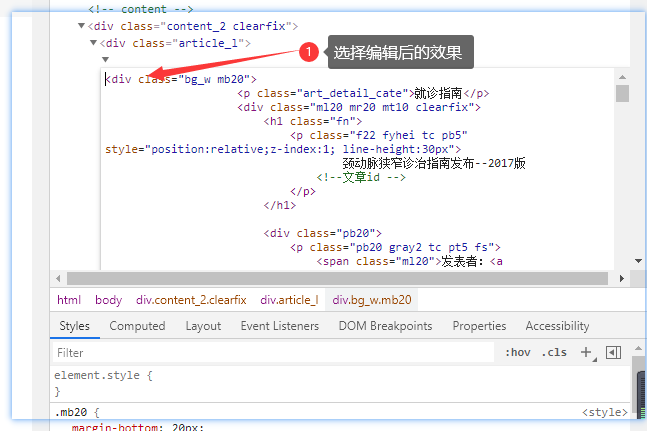 <!-- content -->
▼<div class="content_2 clearfix">
▼<div class="article_l">
▼
1 选择编辑后的效果
<div class="bg_w mb20">
<p class="art_detail_cate">就诊指南</p>
<div class="ml20 mr20 mt10 clearfix">
<h1 class="fn">
<p class="f22 fyhei tc pb5"
style="position:relative;z-index:1; line-height:30px">
颈动脉狭窄诊治指南发布--2017版
<!--文章id -->
</p>
</h1>
<div class="pb20">
<p class="pb20 gray2 tc pt5 fs">
<span class="ml20">发表者: <a
html body div.content_2.clearfix div.article_l div.bg_w.mb20
Styles Computed Layout Event Listeners DOM Breakpoints Properties Accessibility
Filter :hov .cls +
element.style {
}
.mb20 { <style>
margin-bottom: 20px;